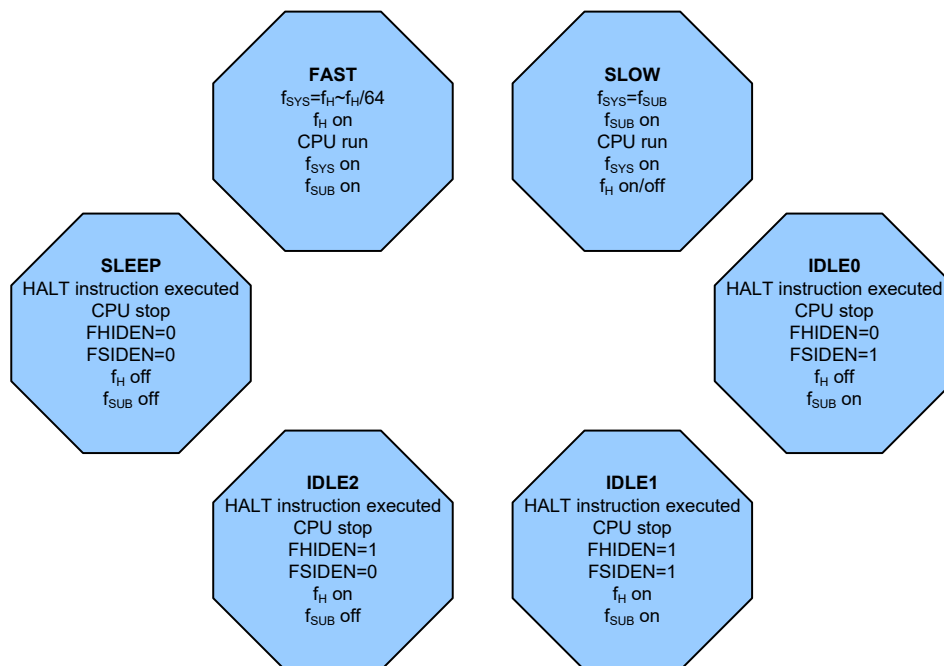 FAST
fSYS=fH~fH/64
fH on
CPU run
fSYS on
fSUB on
SLOW
fSYS=fSUB
fSUB on
CPU run
fSYS on
fH on/off
SLEEP
HALT instruction executed
CPU stop
FHIDEN=0
FSIDEN=0
fH off
fSUB off
IDLE0
HALT instruction executed
CPU stop
FHIDEN=0
FSIDEN=1
fH off
fSUB on
IDLE2
HALT instruction executed
CPU stop
FHIDEN=1
FSIDEN=0
fH on
fSUB off
IDLE1
HALT instruction executed
CPU stop
FHIDEN=1
FSIDEN=1
fH on
fSUB on